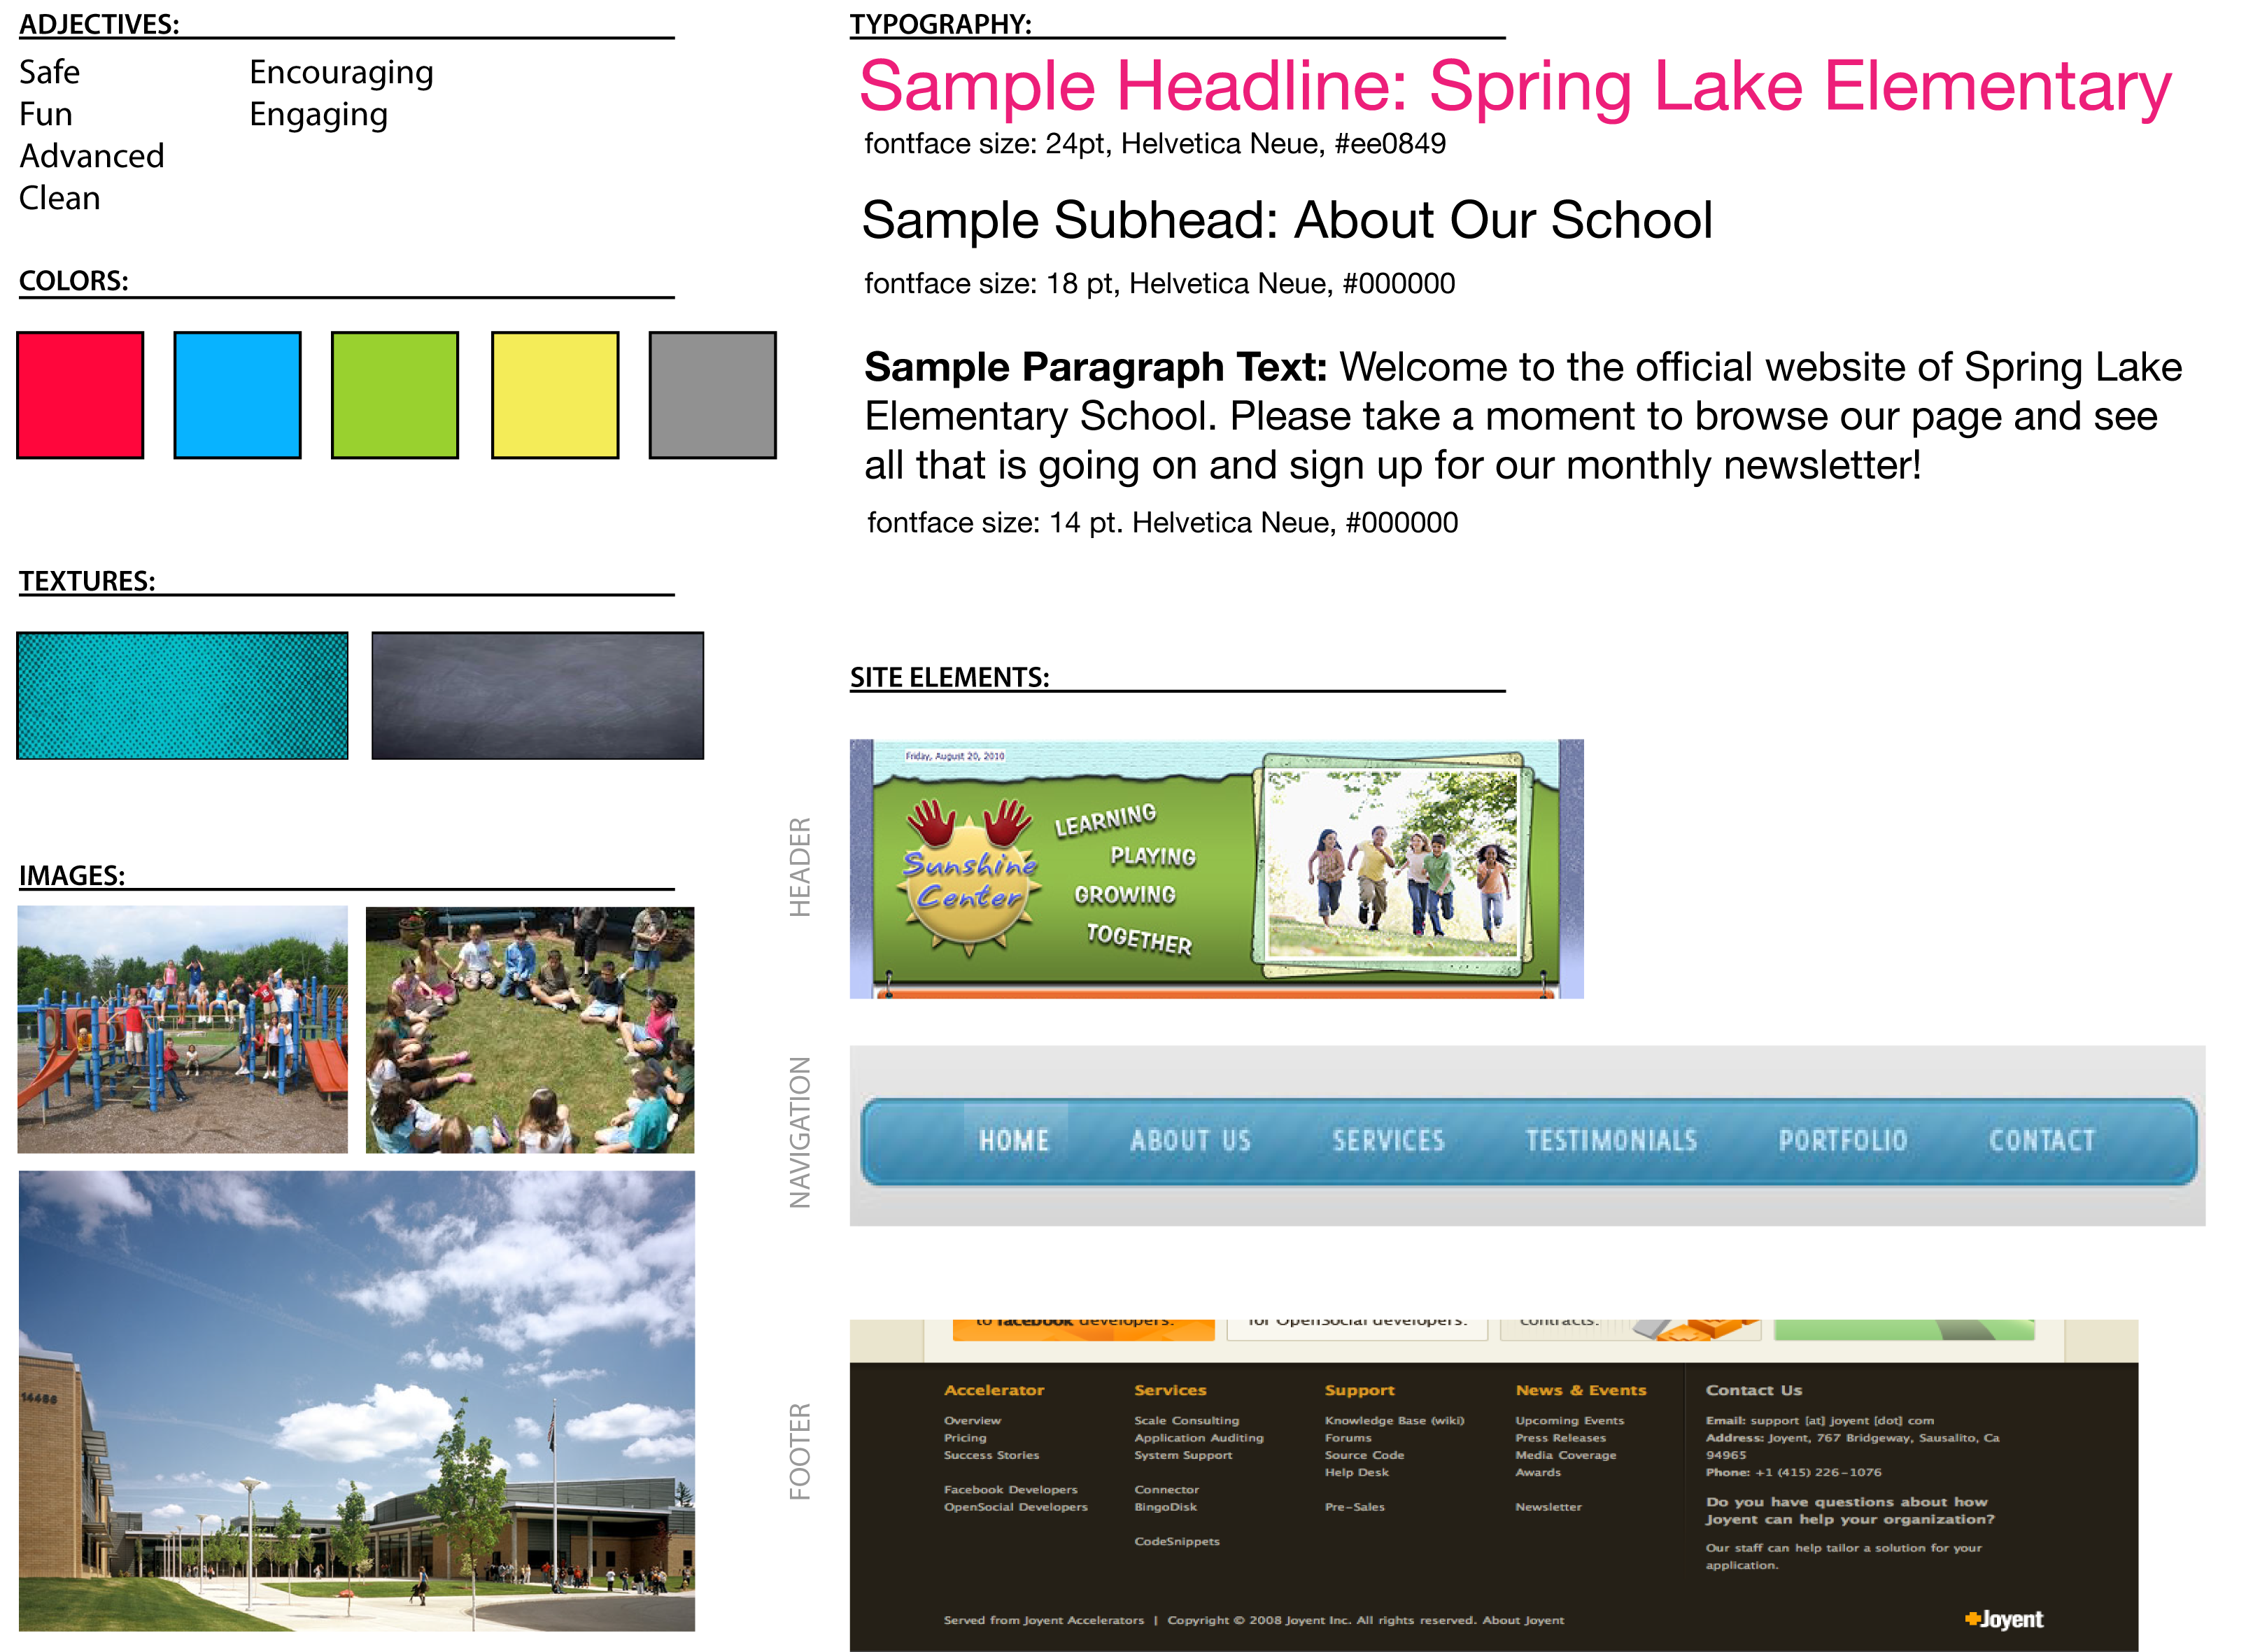 ADJECTIVES:
Safe
Fun
Advanced
Clean
Encouraging
Engaging
COLORS:
TEXTURES:
IMAGES:
14486
TYPOGRAPHY:
Sample Headline: Spring Lake Elementary
fontface size: 24pt, Helvetica Neue, #ee0849
Sample Subhead: About Our School
fontface size: 18 pt, Helvetica Neue, #000000
Sample Paragraph Text: Welcome to the official website of Spring Lake
Elementary School. Please take a moment to browse our page and see
all that is going on and sign up for our monthly newsletter!
fontface size: 14 pt. Helvetica Neue, #000000
SITE ELEMENTS:
HEADER
Friday, August 20, 2010
Sunshine
Center
LEARNING
PLAYING
GROWING
TOGETHER
NAVIGATION
HOME ABOUT US SERVICES TESTIMONIALS PORTFOLIO CONTACT
FOOTER
to facebook developers.
for OpenSocial developers.
contracts.
Accelerator
Overview
Pricing
Success Stories
Facebook Developers
OpenSocial Developers
Services
Scale Consulting
Application Auditing
System Support
Connector
BingoDisk
CodeSnippets
Support
Knowledge Base (wiki)
Forums
Source Code
Help Desk
Pre-Sales
News & Events
Upcoming Events
Press Releases
Media Coverage
Awards
Newsletter
Contact Us
Email: support [at] joyent [dot] com
Address: Joyent, 767 Bridgeway, Sausalito, Ca
94965
Phone: +1 (415) 226-1076
Do you have questions about how
Joyent can help your organization?
Our staff can help tailor a solution for your
application.
Served from Joyent Accelerators | Copyright © 2008 Joyent Inc. All rights reserved. About Joyent
Joyent